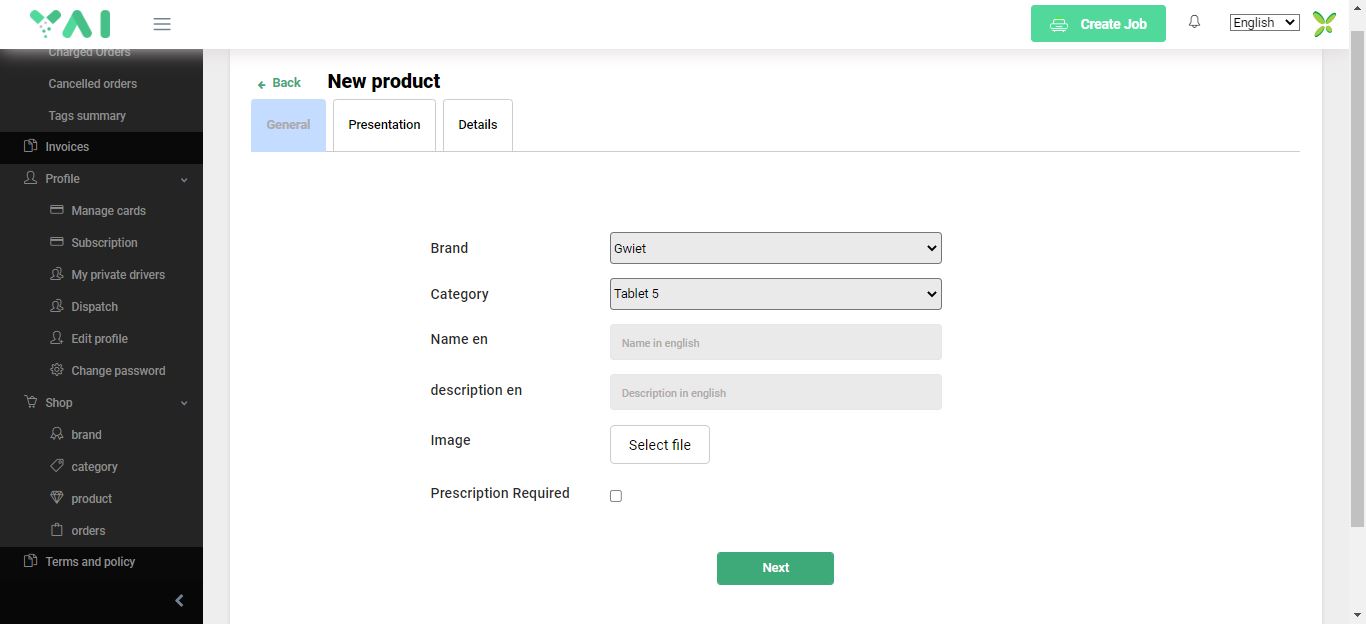 YAI
Create Job
English
Charged Orders
Cancelled orders
Tags summary
Invoices
Profile
Manage cards
Subscription
My private drivers
Dispatch
Edit profile
Change password
Shop
brand
category
product
orders
Terms and policy
Back
New product
General
Presentation
Details
Brand
Gwiet
Category
Tablet 5
Name en
Name in english
description en
Description in english
Image
Select file
Prescription Required
Next